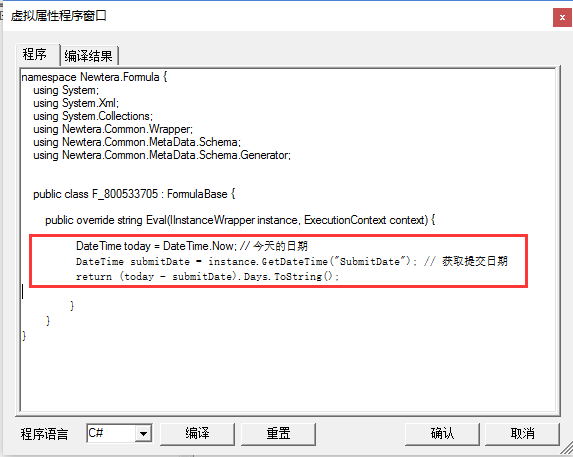 虚拟属性程序窗口
程序 编译结果
namespace Newtera.Formula {
using System;
using System.Xml;
using System.Collections;
using Newtera.Common.Wrapper;
using Newtera.Common.MetaData.Schema;
using Newtera.Common.MetaData.Schema.Generator;
public class F_800533705 : FormulaBase {
public override string Eval(IInstanceWrapper instance, ExecutionContext context) {
DateTime today = DateTime.Now; // 今天的日期
DateTime submitDate = instance.GetDateTime("SubmitDate"); // 获取提交日期
return (today - submitDate).Days.ToString();
}
}
}
程序语言 C# 编译 重置 确认 取消